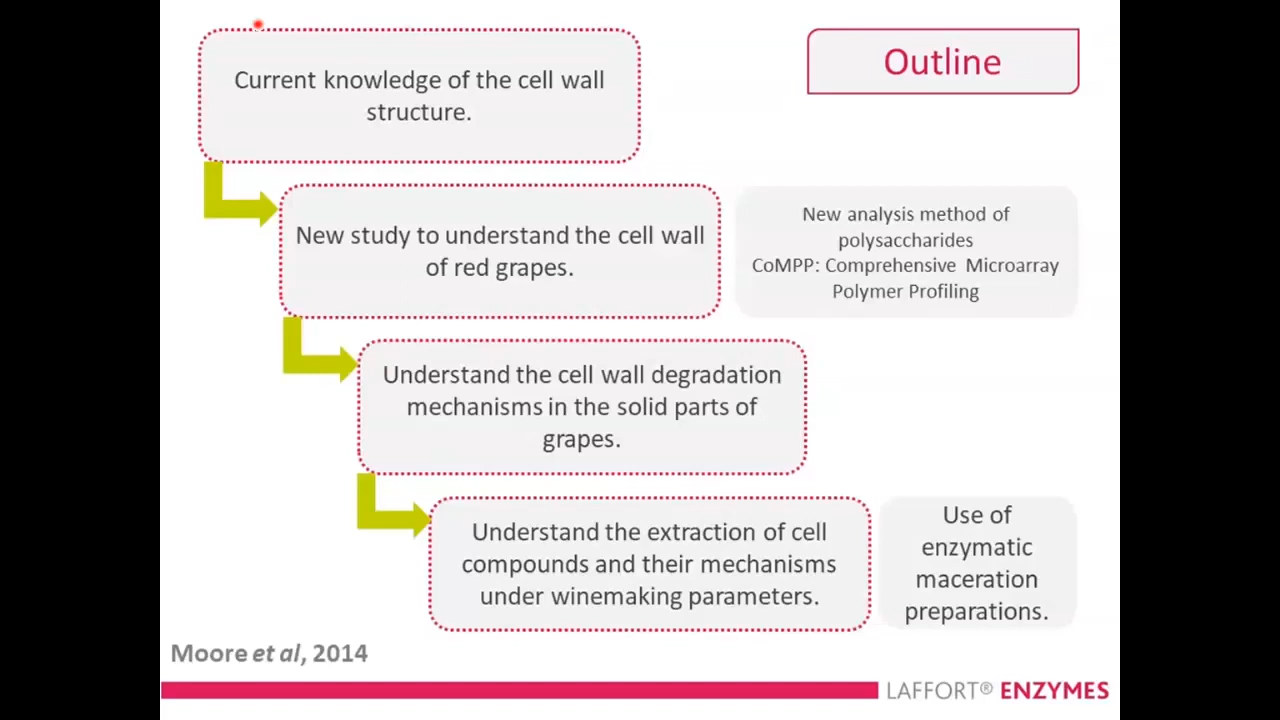 Outline
Current knowledge of the cell wall
structure.
New study to understand the cell wall
of red grapes.
New analysis method of
polysaccharides
CoMPP: Comprehensive Microarray
Polymer Profiling
Understand the cell wall degradation
mechanisms in the solid parts of
grapes.
Understand the extraction of cell
compounds and their mechanisms
under winemaking parameters.
Use of
enzymatic
maceration
preparations.
Moore et al, 2014
LAFFORT® ENZYMES